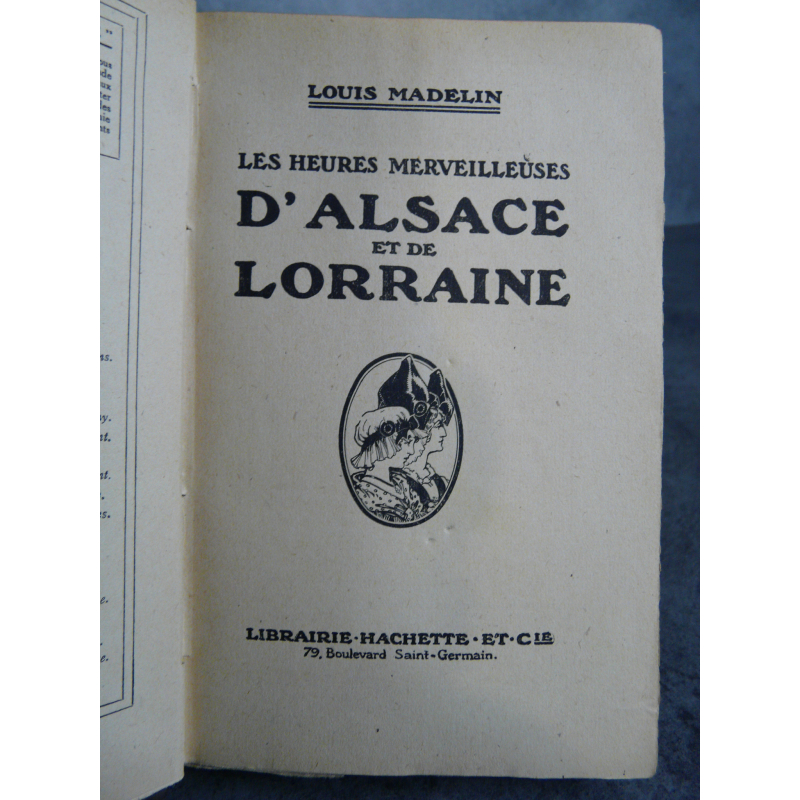 LOUIS MADELIN
LES HEURES MERVEILLEUSES
D'ALSACE
ET DE
LORRAINE
LIBRAIRIE·HACHETTE·ET·CIE
79, Boulevard Saint-Germain.